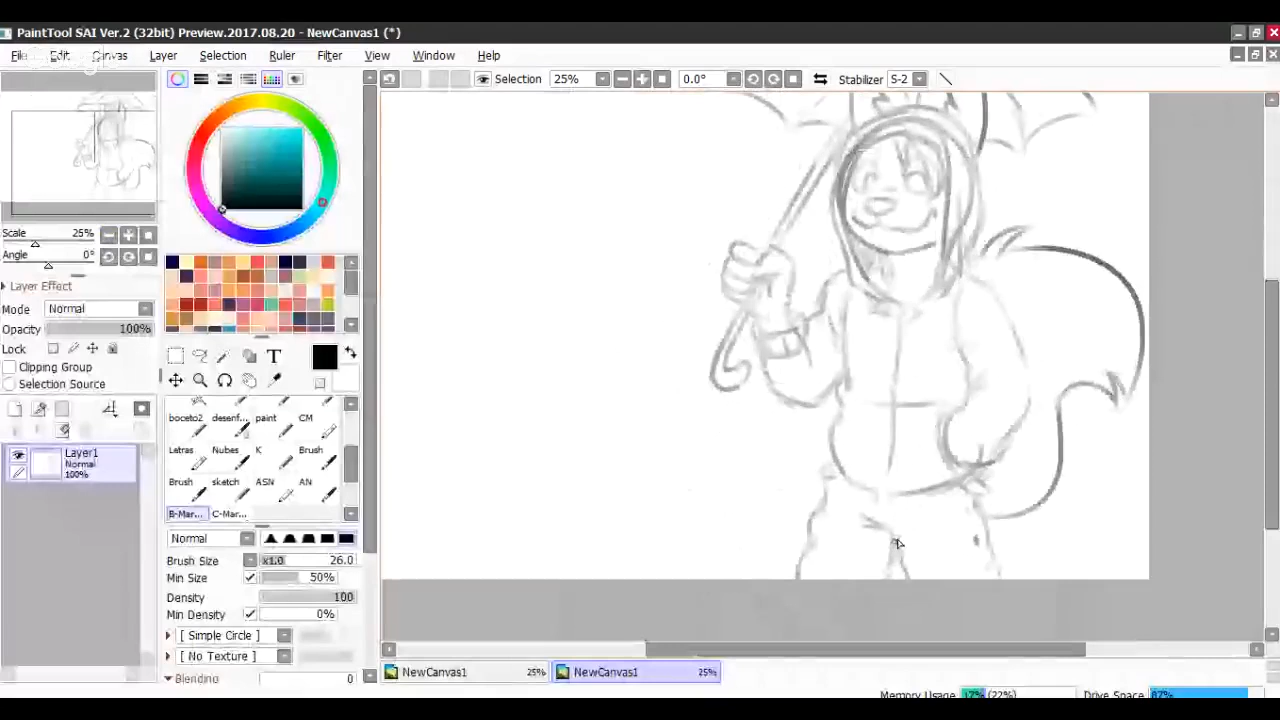 PaintTool SAI Ver.2 (32bit) Preview.2017.08.20 - NewCanvas1 (*)
File Edit Canvas Layer Selection Ruler Filter View Window Help
Selection 25% 0.0° Stabilizer S-2
Scale 25%
Angle 0°
Layer Effect
Mode Normal
Opacity 100%
Lock
Clipping Group
Selection Source
Layer1
Normal
100%
T
boceto2 desenf... paint CM
Letras Nubes K Brush
Brush sketch ASN AN
B-Mar... C-Mar...
Normal
Brush Size x1.0 26.0
Min Size 50%
Density 100
Min Density 0%
[ Simple Circle ]
[ No Texture ]
Blending 0
NewCanvas1 25% NewCanvas1 25%
Memory Usage 17% (22%) Drive Space 87%